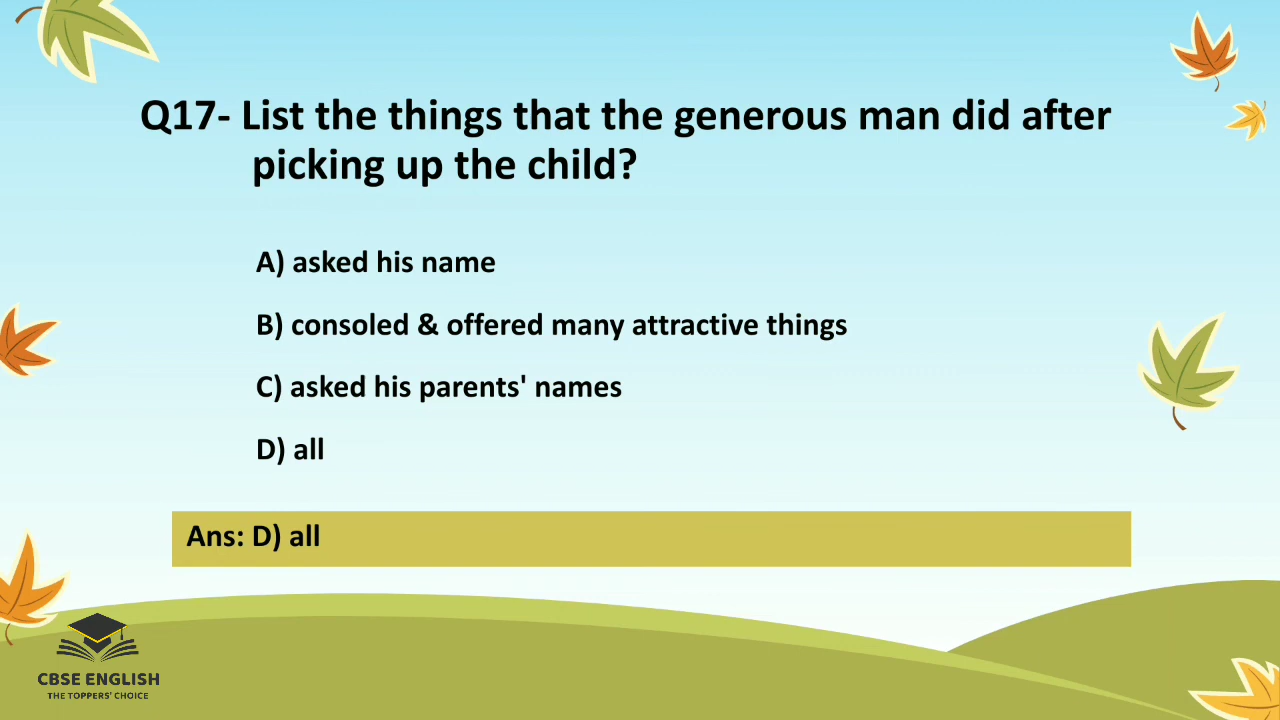 Q17- List the things that the generous man did after
picking up the child?
A) asked his name
B) consoled & offered many attractive things
C) asked his parents' names
D) all
Ans: D) all
CBSE ENGLISH
THE TOPPERS' CHOICE